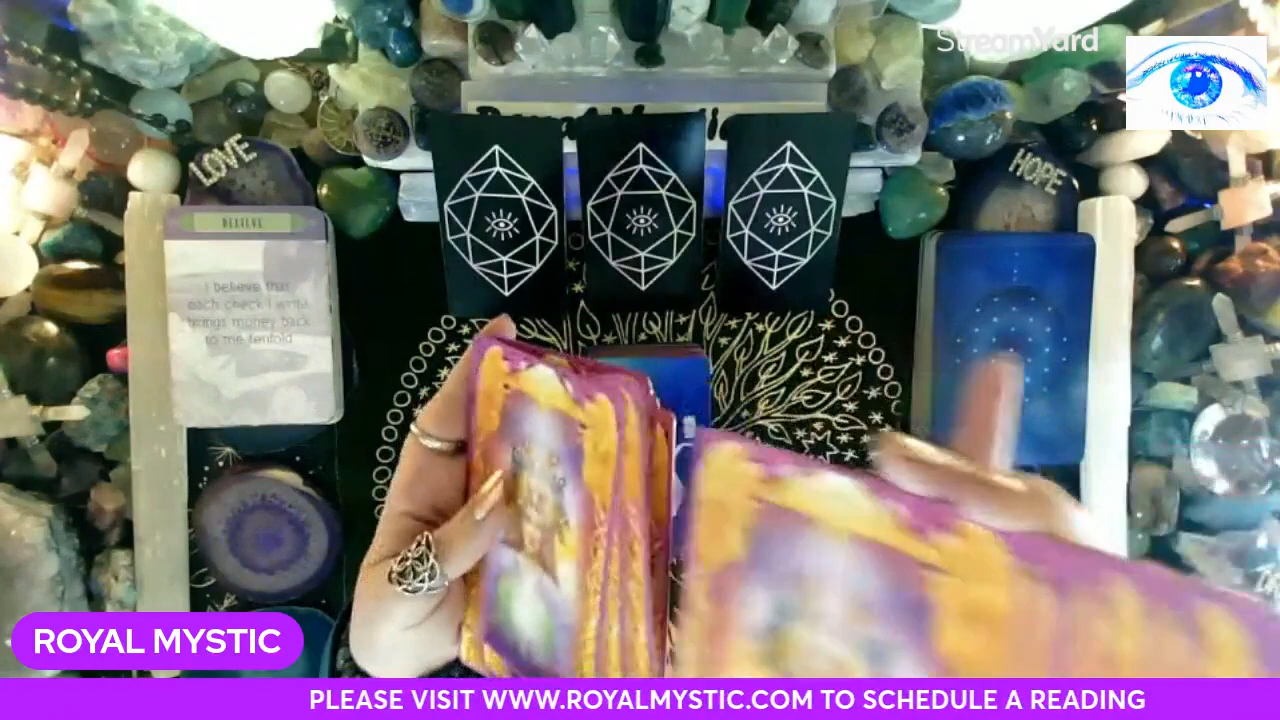 StreamYard
LOVE
HOPE
BELIEVE
I believe that
each check I write
brings money back
to me tenfold
ROYAL MYSTIC
PLEASE VISIT WWW.ROYALMYSTIC.COM TO SCHEDULE A READING